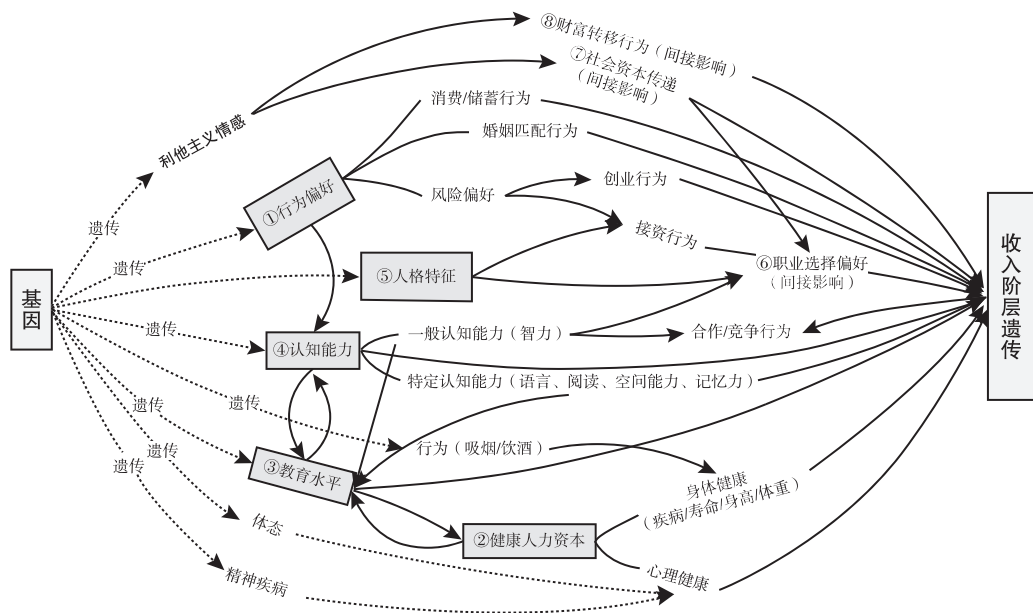 ⑧财富转移行为（间接影响）
⑦社会资本传递
（间接影响）
消费/储蓄行为
婚姻匹配行为
利他主义情感
①行为偏好
风险偏好
创业行为
接资行为
遗传
遗传
⑤人格特征
⑥职业选择偏好
（间接影响）
基因
收入阶层遗传
遗传
④认知能力
一般认知能力（智力）
合作/竞争行为
特定认知能力（语言、阅读、空问能力、记忆力）
遗传
遗传
行为（吸烟/饮酒）
遗传
遗传
③教育水平
身体健康
（疾病/寿命/身高/体重）
体态
②健康人力资本
精神疾病
心理健康